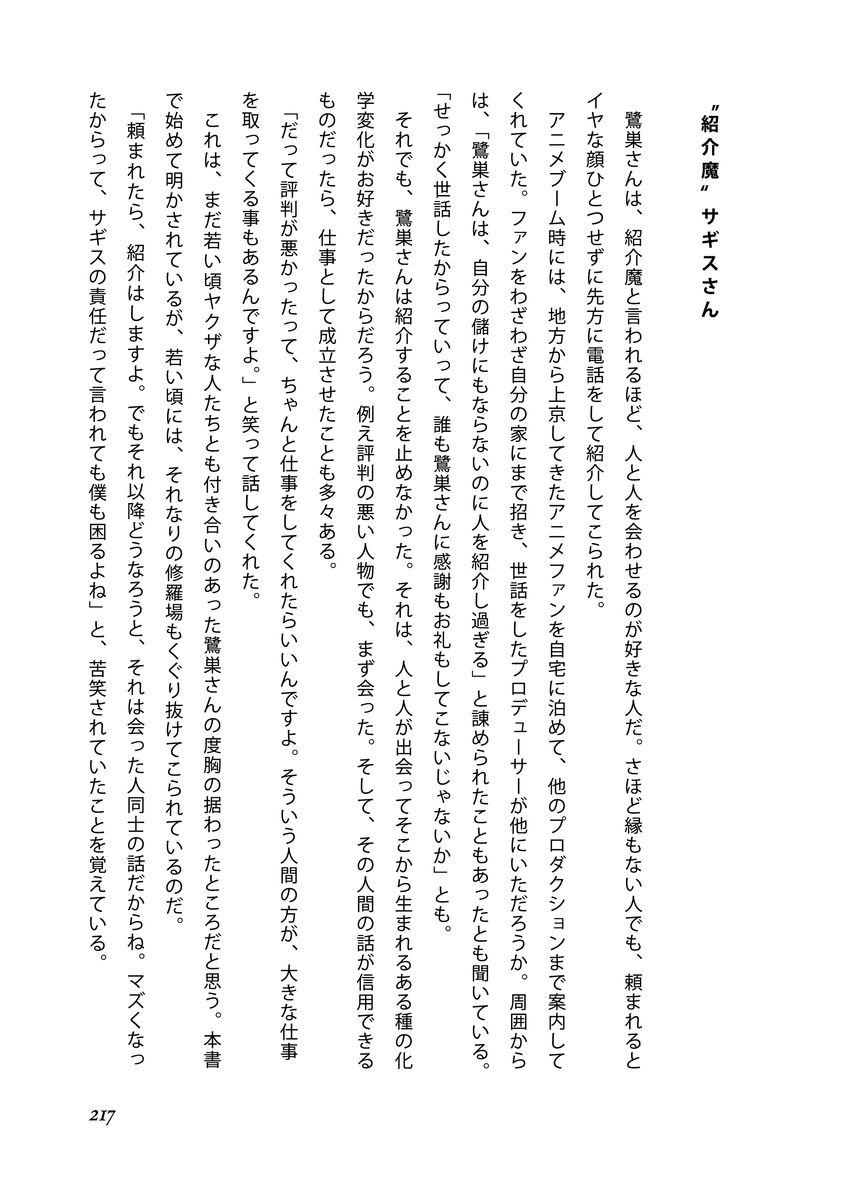 〝紹介魔〟サギスさん
鷺巣さんは、紹介魔と言われるほど、人と人を会わせるのが好きな人だ。さほど縁もない人でも、頼まれると
イヤな顔ひとつせずに先方に電話をして紹介してこられた。
アニメブーム時には、地方から上京してきたアニメファンを自宅に泊めて、他のプロダクションまで案内して
くれていた。ファンをわざわざ自分の家にまで招き、世話をしたプロデューサーが他にいただろうか。周囲から
は、「鷺巣さんは、自分の儲けにもならないのに人を紹介し過ぎる」と諌められたこともあったとも聞いている。
「せっかく世話したからっていって、誰も鷺巣さんに感謝もお礼もしてこないじゃないか」とも。
それでも、鷺巣さんは紹介することを止めなかった。それは、人と人が出会ってそこから生まれるある種の化
学変化がお好きだったからだろう。例え評判の悪い人物でも、まず会った。そして、その人間の話が信用できる
ものだったら、仕事として成立させたことも多々ある。
「だって評判が悪かったって、ちゃんと仕事をしてくれたらいいんですよ。そういう人間の方が、大きな仕事
を取ってくる事もあるんですよ。」と笑って話してくれた。
これは、まだ若い頃ヤクザな人たちとも付き合いのあった鷺巣さんの度胸の据わったところだと思う。本書
で始めて明かされているが、若い頃には、それなりの修羅場もくぐり抜けてこられているのだ。
「頼まれたら、紹介はしますよ。でもそれ以降どうなろうと、それは会った人同士の話だからね。マズくなっ
たからって、サギスの責任だって言われても僕も困るよね」と、苦笑されていたことを覚えている。
217